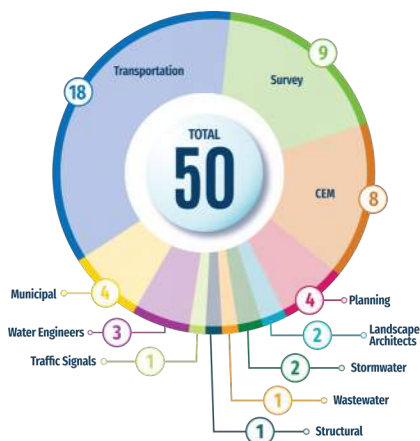 Transportation
18
Survey
9
TOTAL
50
CEM
8
Municipal
4
4
Planning
Water Engineers
3
2
Landscape
Architects
Traffic Signals
1
2
Stormwater
1
Wastewater
1
Structural